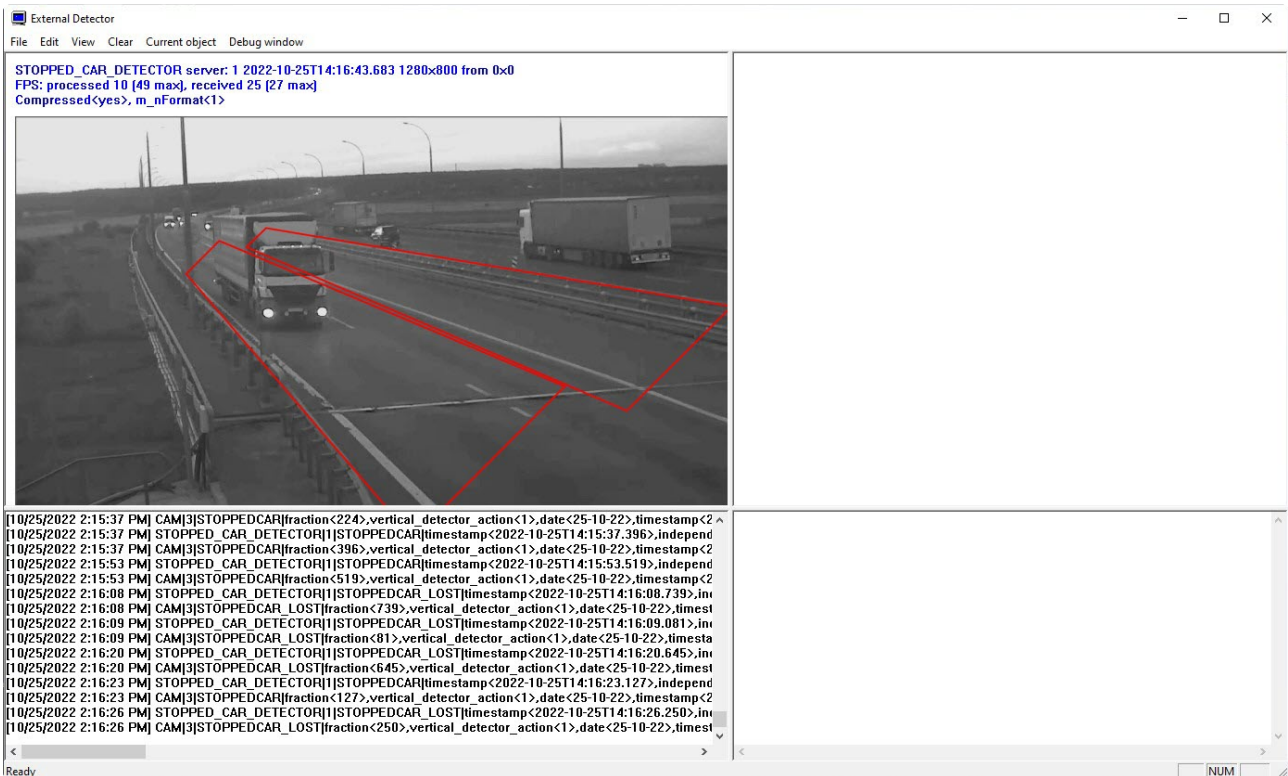 External Detector
File Edit View Clear Current object Debug window
STOPPED_CAR_DETECTOR server: 1 2022-10-25T14:16:43.683 1280x800 from 0x0
FPS: processed 10 (49 max), received 25 (27 max)
Compressed<yes>, m_nFormat<1>
[10/25/2022 2:15:37 PM] CAM|3|STOPPEDCAR|fraction<224>,vertical_detector_action<1>,date<25-10-22>,timestamp<2
[10/25/2022 2:15:37 PM] STOPPED_CAR_DETECTOR|1|STOPPEDCAR|timestamp<2022-10-25T14:15:37.396>,independ
[10/25/2022 2:15:37 PM] CAM|3|STOPPEDCAR|fraction<396>,vertical_detector_action<1>,date<25-10-22>,timestamp<2
[10/25/2022 2:15:53 PM] STOPPED_CAR_DETECTOR|1|STOPPEDCAR|timestamp<2022-10-25T14:15:53.519>,independ
[10/25/2022 2:15:53 PM] CAM|3|STOPPEDCAR|fraction<519>,vertical_detector_action<1>,date<25-10-22>,timestamp<2
[10/25/2022 2:16:08 PM] STOPPED_CAR_DETECTOR|1|STOPPEDCAR_LOST|timestamp<2022-10-25T14:16:08.739>,in
[10/25/2022 2:16:08 PM] CAM|3|STOPPEDCAR_LOST|fraction<739>,vertical_detector_action<1>,date<25-10-22>,timest
[10/25/2022 2:16:09 PM] STOPPED_CAR_DETECTOR|1|STOPPEDCAR_LOST|timestamp<2022-10-25T14:16:09.081>,in
[10/25/2022 2:16:09 PM] CAM|3|STOPPEDCAR_LOST|fraction<81>,vertical_detector_action<1>,date<25-10-22>,timesta
[10/25/2022 2:16:20 PM] STOPPED_CAR_DETECTOR|1|STOPPEDCAR_LOST|timestamp<2022-10-25T14:16:20.645>,in
[10/25/2022 2:16:20 PM] CAM|3|STOPPEDCAR_LOST|fraction<645>,vertical_detector_action<1>,date<25-10-22>,timest
[10/25/2022 2:16:23 PM] STOPPED_CAR_DETECTOR|1|STOPPEDCAR|timestamp<2022-10-25T14:16:23.127>,independ
[10/25/2022 2:16:23 PM] CAM|3|STOPPEDCAR|fraction<127>,vertical_detector_action<1>,date<25-10-22>,timestamp<2
[10/25/2022 2:16:26 PM] STOPPED_CAR_DETECTOR|1|STOPPEDCAR_LOST|timestamp<2022-10-25T14:16:26.250>,in
[10/25/2022 2:16:26 PM] CAM|3|STOPPEDCAR_LOST|fraction<250>,vertical_detector_action<1>,date<25-10-22>,timest
Ready NUM